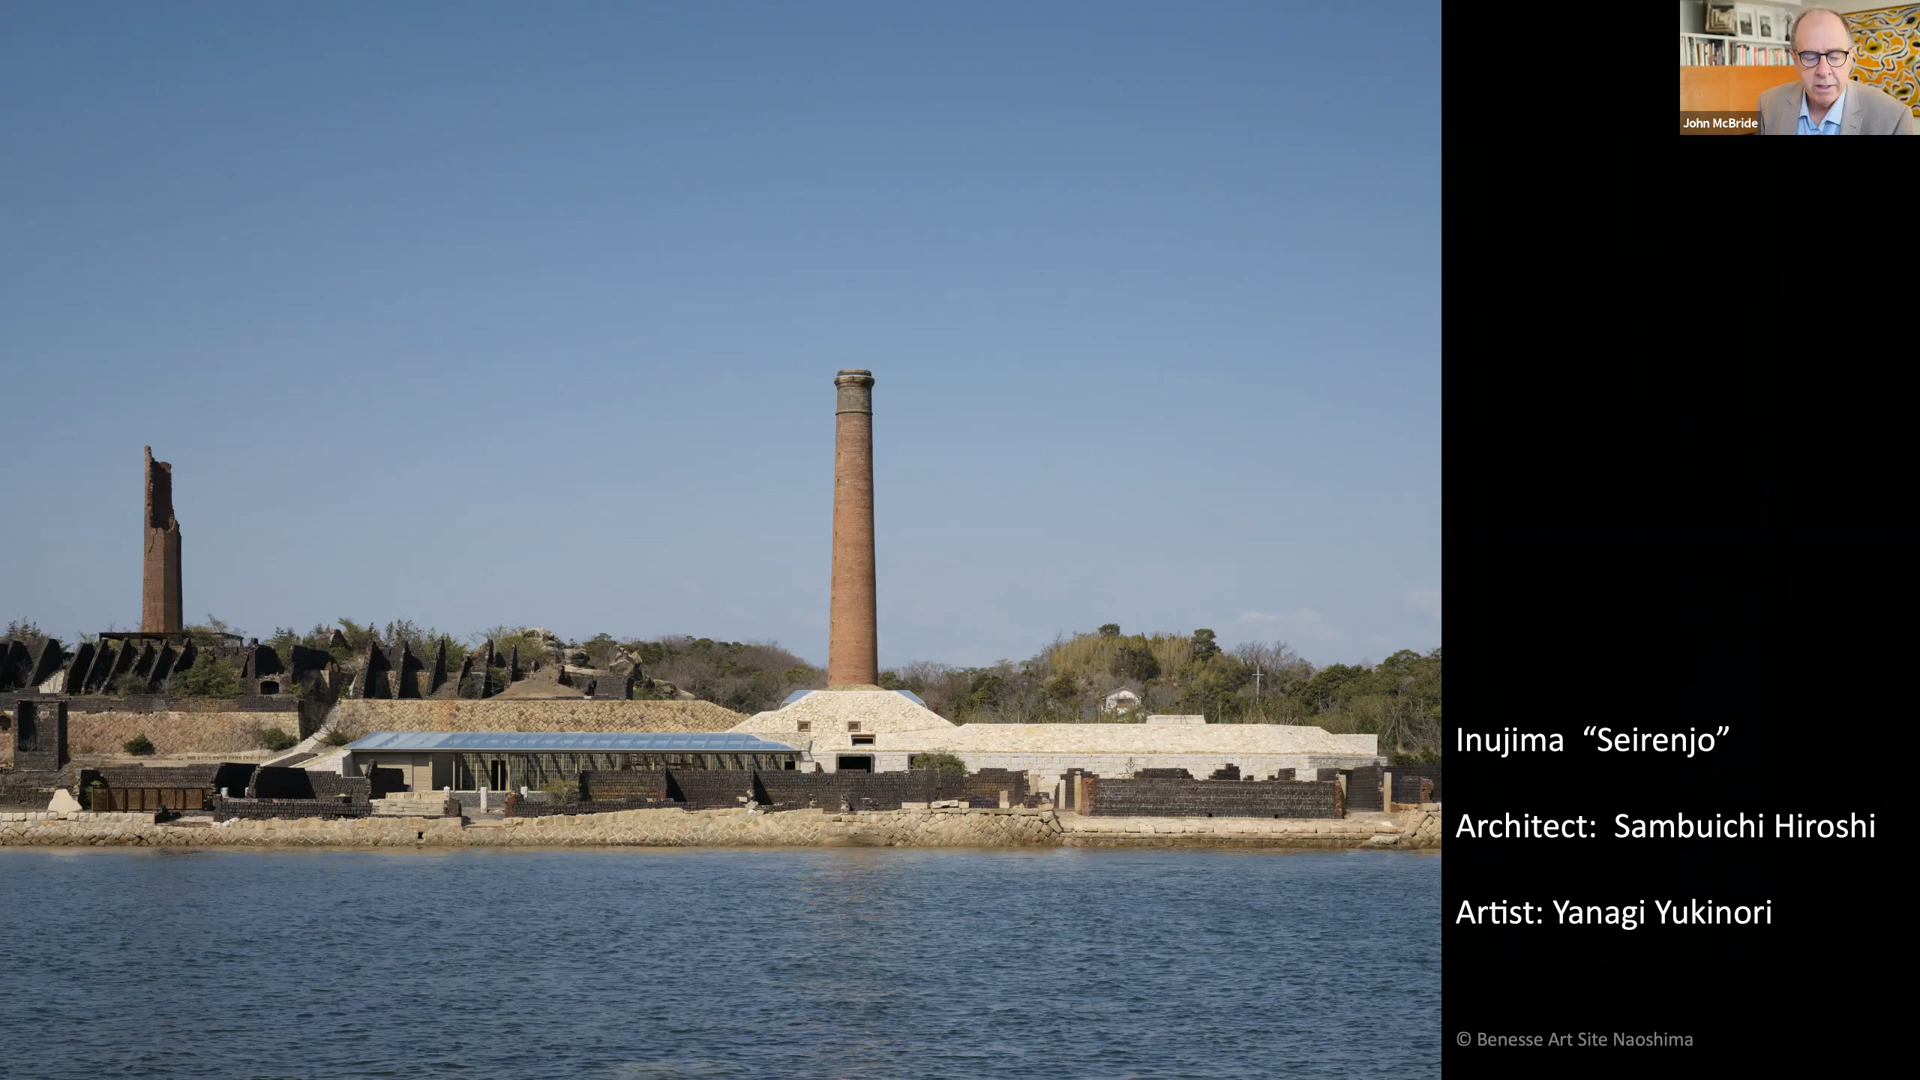 John McBride
Inujima “Seirenjo”
Architect: Sambuichi Hiroshi
Artist: Yanagi Yukinori
© Benesse Art Site Naoshima